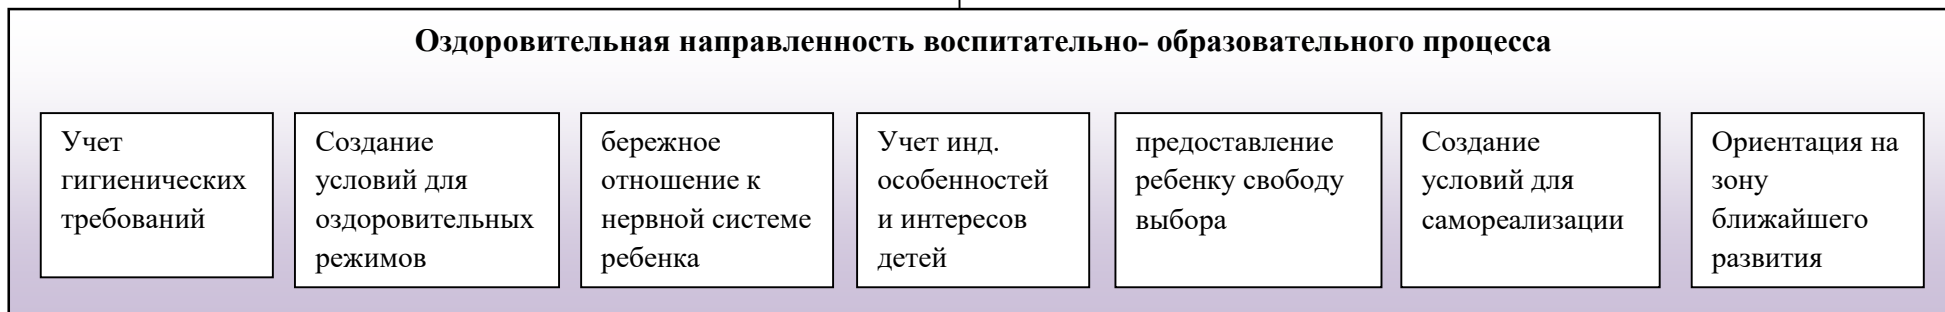 Оздоровительная направленность воспитательно- образовательного процесса
Учет
гигиенических
требований
Создание
условий для
оздоровительных
режимов
бережное
отношение к
нервной системе
ребенка
Учет инд.
особенностей
и интересов
детей
предоставление
ребенку свободу
выбора
Создание
условий для
самореализации
Ориентация на
зону
ближайшего
развития